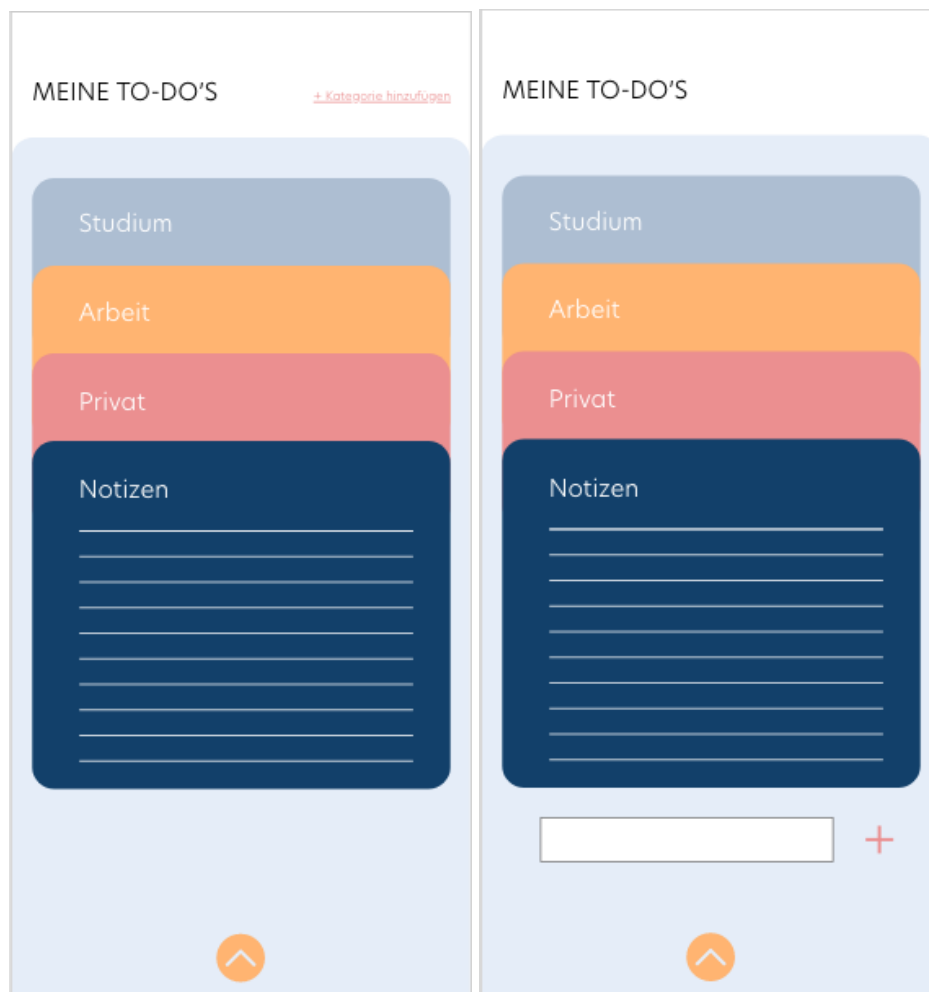 MEINE TO-DO'S
+ Kategorie hinzufügen
Studium
Arbeit
Privat
Notizen
MEINE TO-DO'S
Studium
Arbeit
Privat
Notizen